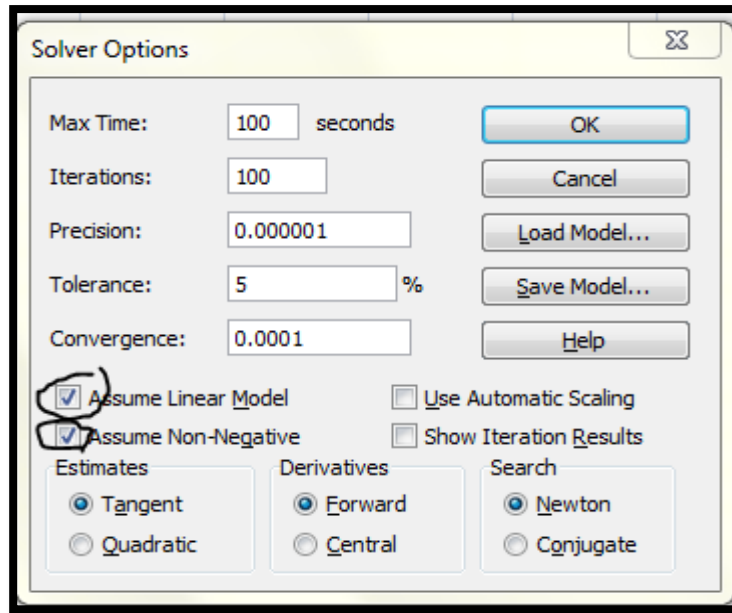 Solver Options
Max Time: 100 seconds OK
Iterations: 100 Cancel
Precision: 0.000001 Load Model...
Tolerance: 5 % Save Model...
Convergence: 0.0001 Help
Assume Linear Model Use Automatic Scaling
Assume Non-Negative Show Iteration Results
Estimates Derivatives Search
Tangent Forward Newton
Quadratic Central Conjugate